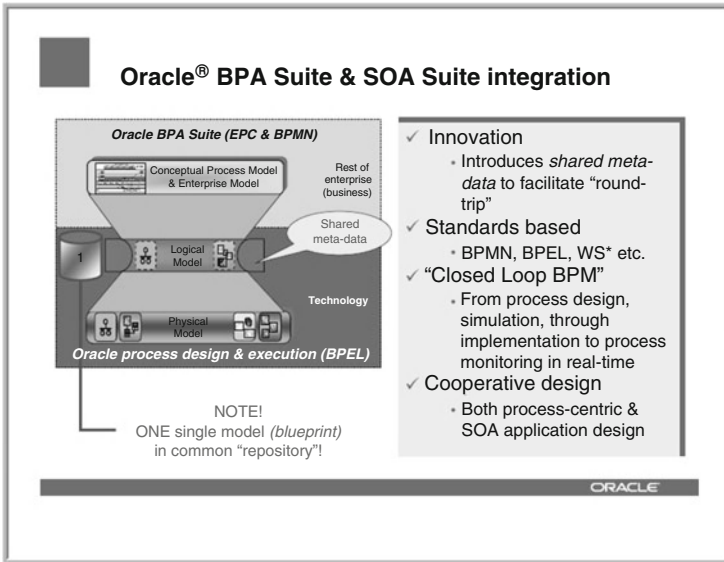 Oracle® BPA Suite & SOA Suite integration
Oracle BPA Suite (EPC & BPMN)
Conceptual Process Model
& Enterprise Model
Rest of
enterprise
(business)
Shared
meta-data
1
Logical
Model
Technology
Physical
Model
Oracle process design & execution (BPEL)
NOTE!
ONE single model (blueprint)
in common “repository”!
✓ Innovation
• Introduces shared meta-
data to facilitate “round-
trip”
✓ Standards based
• BPMN, BPEL, WS* etc.
✓ “Closed Loop BPM”
• From process design,
simulation, through
implementation to process
monitoring in real-time
✓ Cooperative design
• Both process-centric &
SOA application design
ORACLE